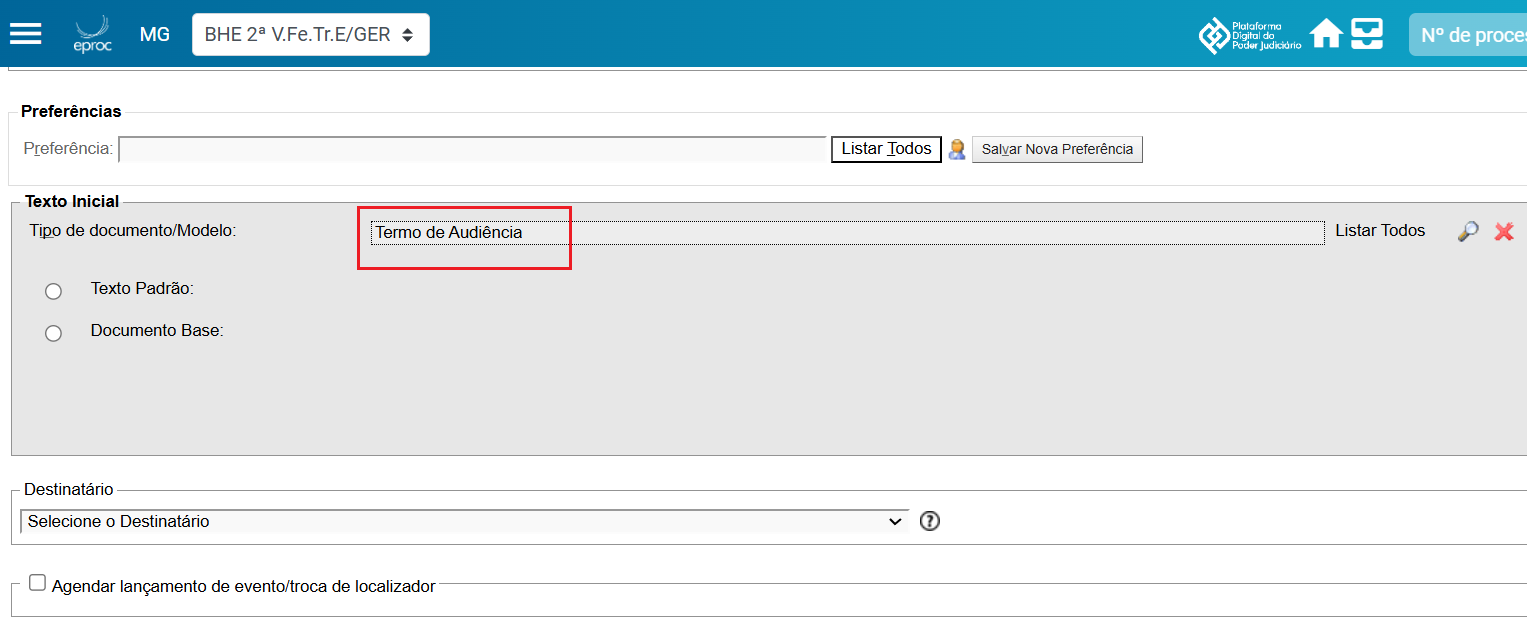 eproc
MG
BHE 2ª V.Fe.Tr.E/GER
Plataforma
Digital do
Poder Judiciário
Nº de proces
Preferências
Preferência:
Listar Todos
Salvar Nova Preferência
Texto Inicial
Tipo de documento/Modelo:
Termo de Audiência
Listar Todos
Texto Padrão:
Documento Base:
Destinatário
Selecione o Destinatário
?
Agendar lançamento de evento/troca de localizador